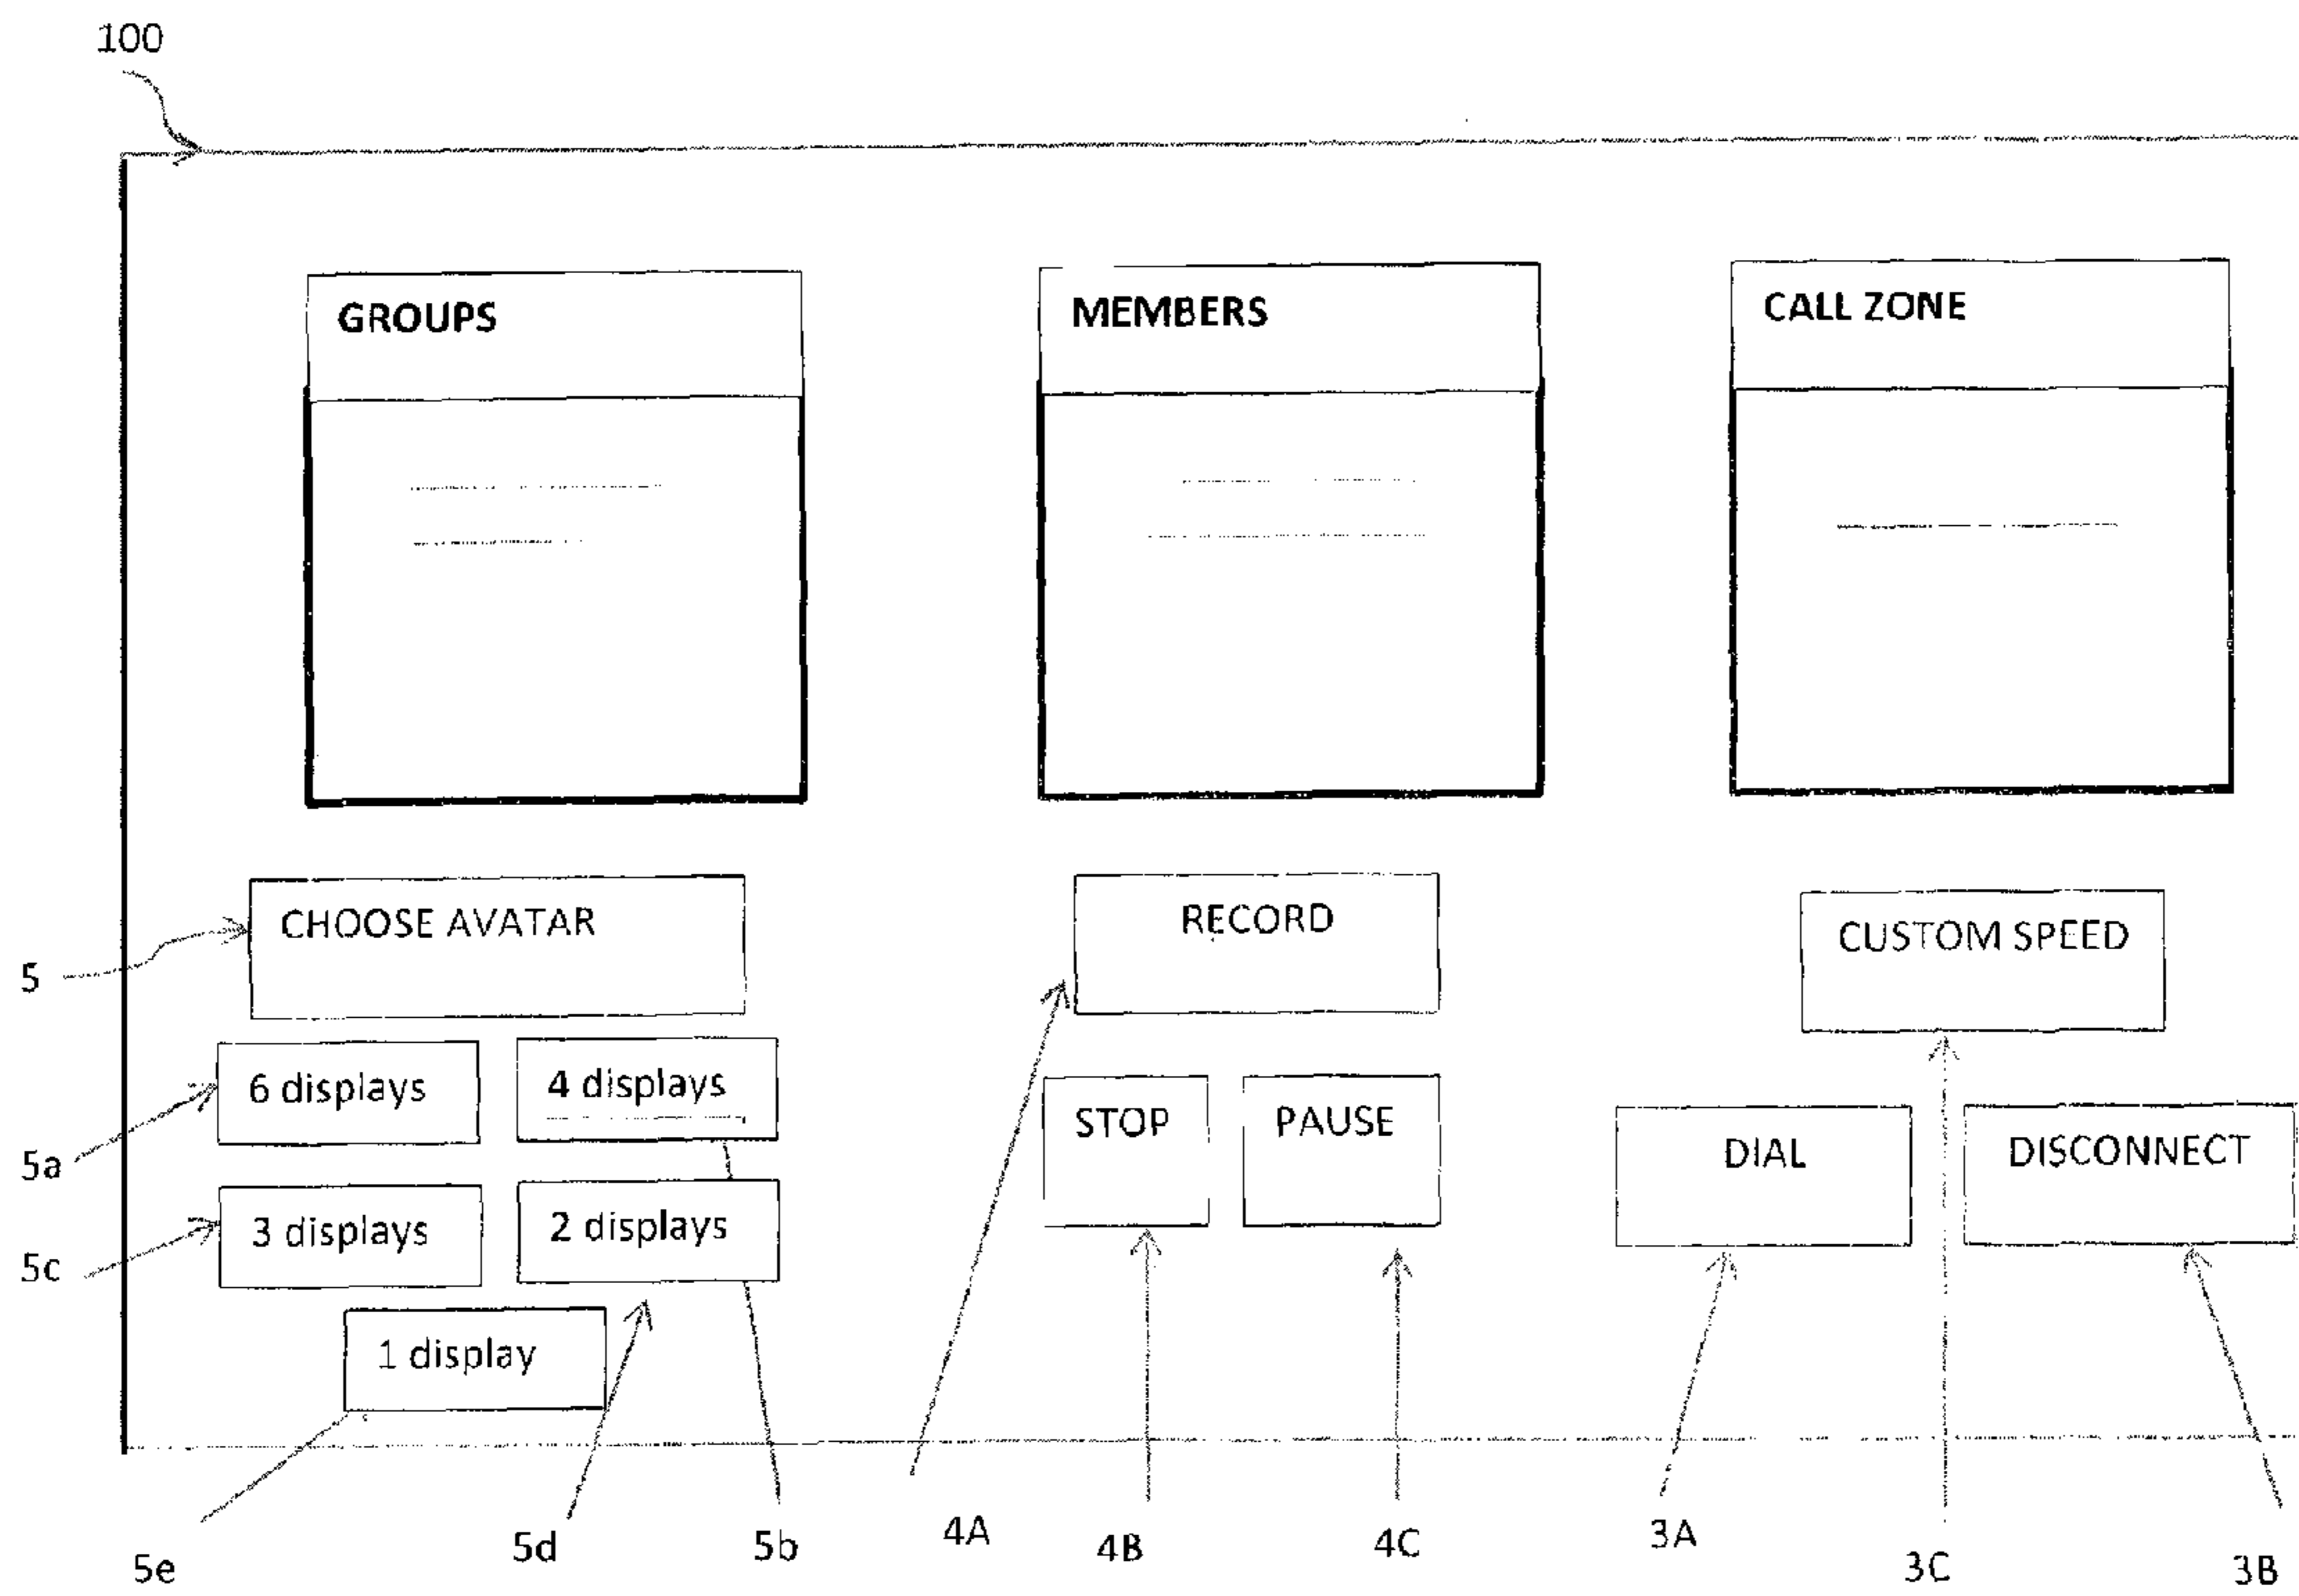 100
GROUPS
MEMBERS
CALL ZONE
CHOOSE AVATAR
RECORD
CUSTOM SPEED
5
6 displays
4 displays
STOP
PAUSE
DIAL
DISCONNECT
5a
3 displays
2 displays
5c
1 display
5e
5d
5b
4A
4B
4C
3A
3C
3B